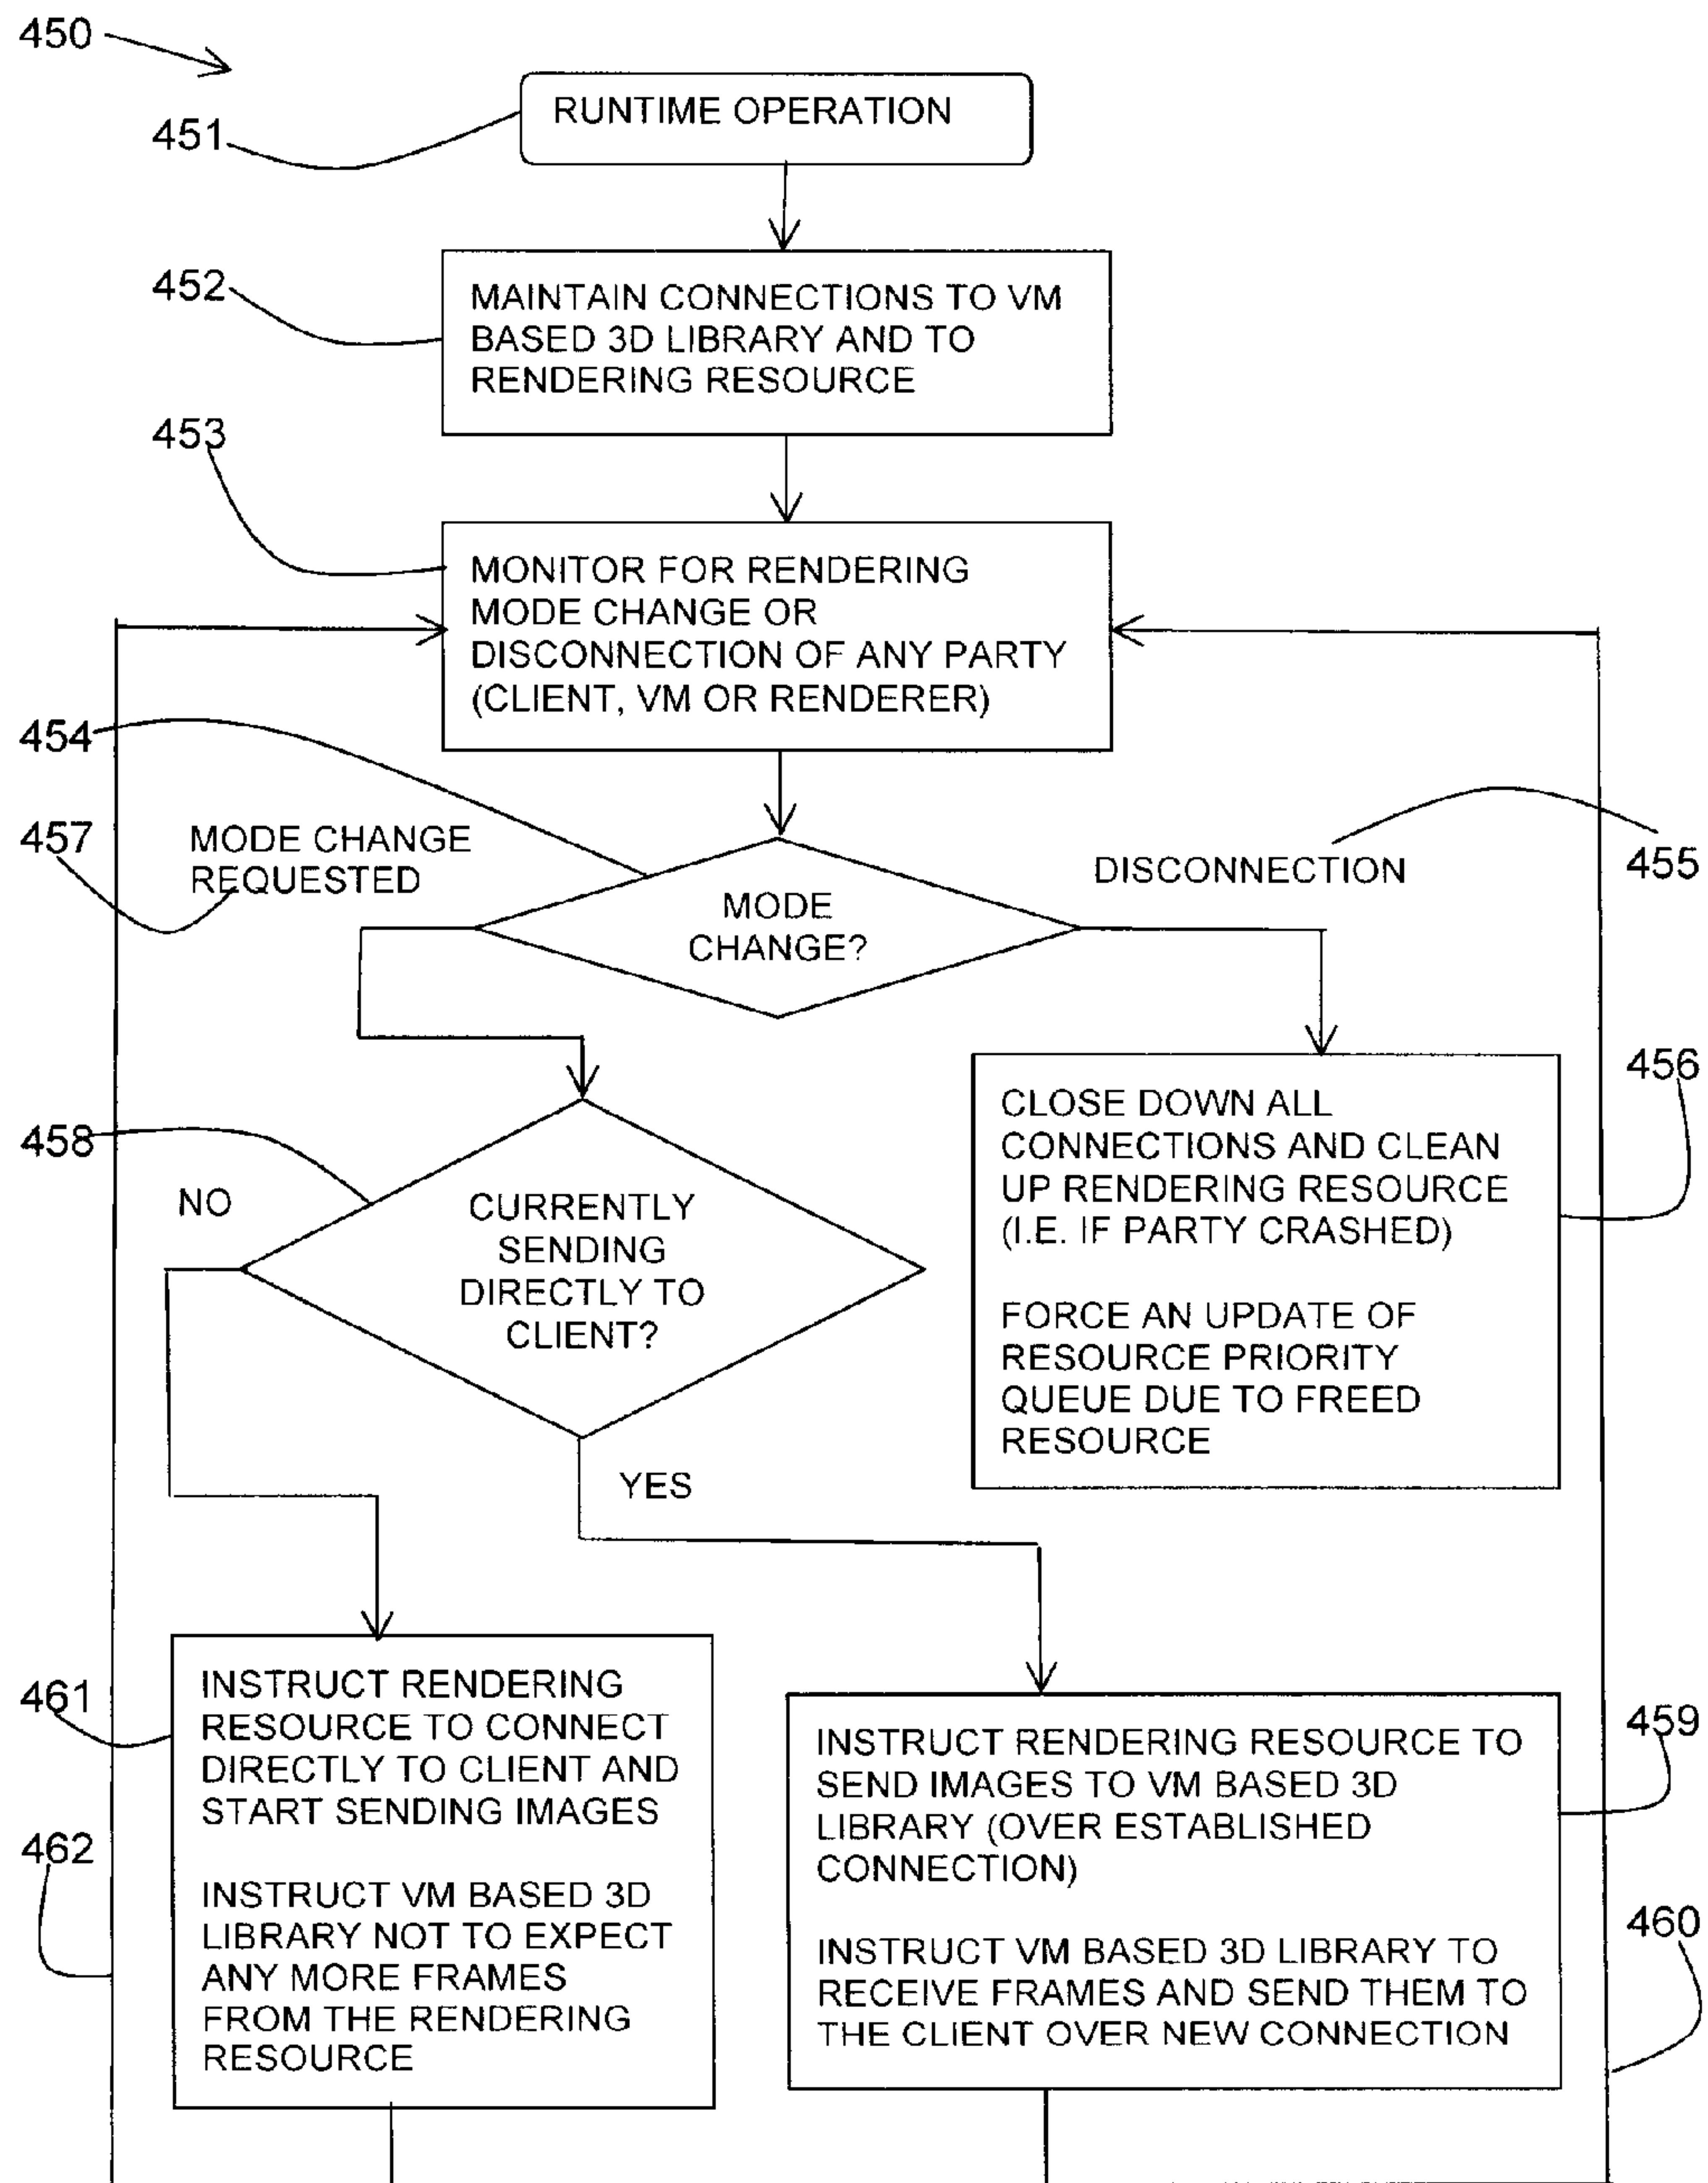 450
451
RUNTIME OPERATION
452
MAINTAIN CONNECTIONS TO VM
BASED 3D LIBRARY AND TO
RENDERING RESOURCE
453
MONITOR FOR RENDERING
MODE CHANGE OR
DISCONNECTION OF ANY PARTY
(CLIENT, VM OR RENDERER)
454
457
MODE CHANGE
REQUESTED
MODE
CHANGE?
DISCONNECTION
455
456
CLOSE DOWN ALL
CONNECTIONS AND CLEAN
UP RENDERING RESOURCE
(I.E. IF PARTY CRASHED)
FORCE AN UPDATE OF
RESOURCE PRIORITY
QUEUE DUE TO FREED
RESOURCE
458
NO
CURRENTLY
SENDING
DIRECTLY TO
CLIENT?
YES
461
INSTRUCT RENDERING
RESOURCE TO CONNECT
DIRECTLY TO CLIENT AND
START SENDING IMAGES
462
INSTRUCT VM BASED 3D
LIBRARY NOT TO EXPECT
ANY MORE FRAMES
FROM THE RENDERING
RESOURCE
459
INSTRUCT RENDERING RESOURCE TO
SEND IMAGES TO VM BASED 3D
LIBRARY (OVER ESTABLISHED
CONNECTION)
460
INSTRUCT VM BASED 3D LIBRARY TO
RECEIVE FRAMES AND SEND THEM TO
THE CLIENT OVER NEW CONNECTION